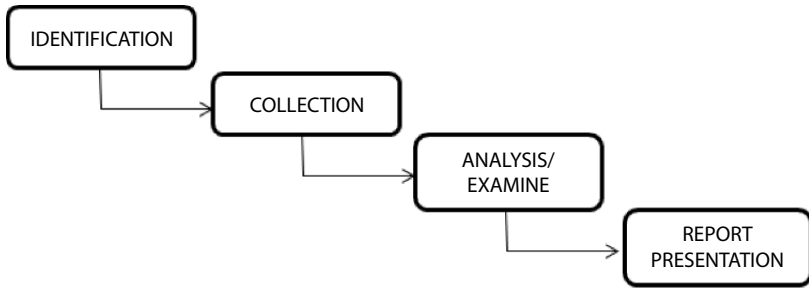 IDENTIFICATION
COLLECTION
ANALYSIS/
EXAMINE
REPORT
PRESENTATION